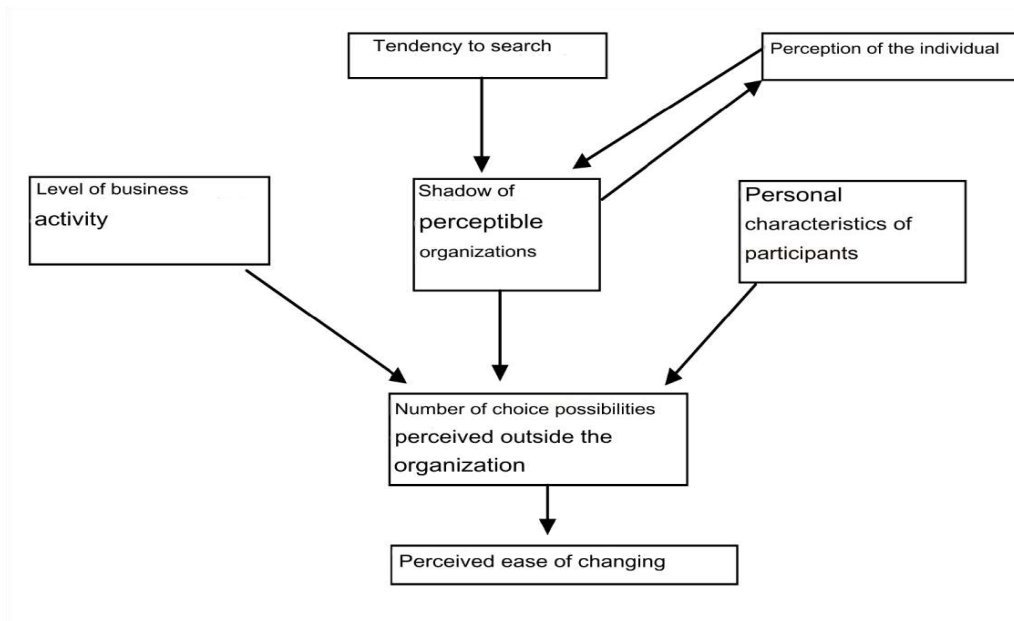 Tendency to search
Perception of the individual
Level of business
activity
Shadow of
perceptible
organizations
Personal
characteristics of
participants
Number of choice possibilities
perceived outside the
organization
Perceived ease of changing